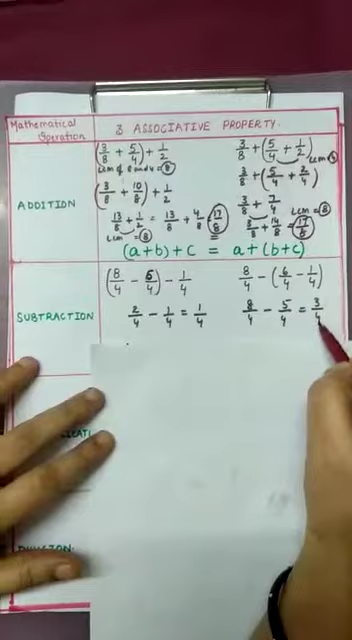 Mathematical Operation
3 ASSOCIATIVE PROPERTY
ADDITION
(3/8 + 5/4) + 1/2
Lcm of 8 and 4 = 8
(3/8 + 10/8) + 1/2
13/8 + 1/2 = 13/8 + 4/8 = 17/8
Lcm = 8
3/8 + (5/4 + 1/2)
Lcm 4
3/8 + (5/4 + 2/4)
3/8 + 7/4
Lcm = 8
3/8 + 14/8 = 17/8
(a+b)+c = a+(b+c)
SUBTRACTION
(8/4 - 6/4) - 1/4
2/4 - 1/4 = 1/4
8/4 - (6/4 - 1/4)
8/4 - 5/4 = 3/4